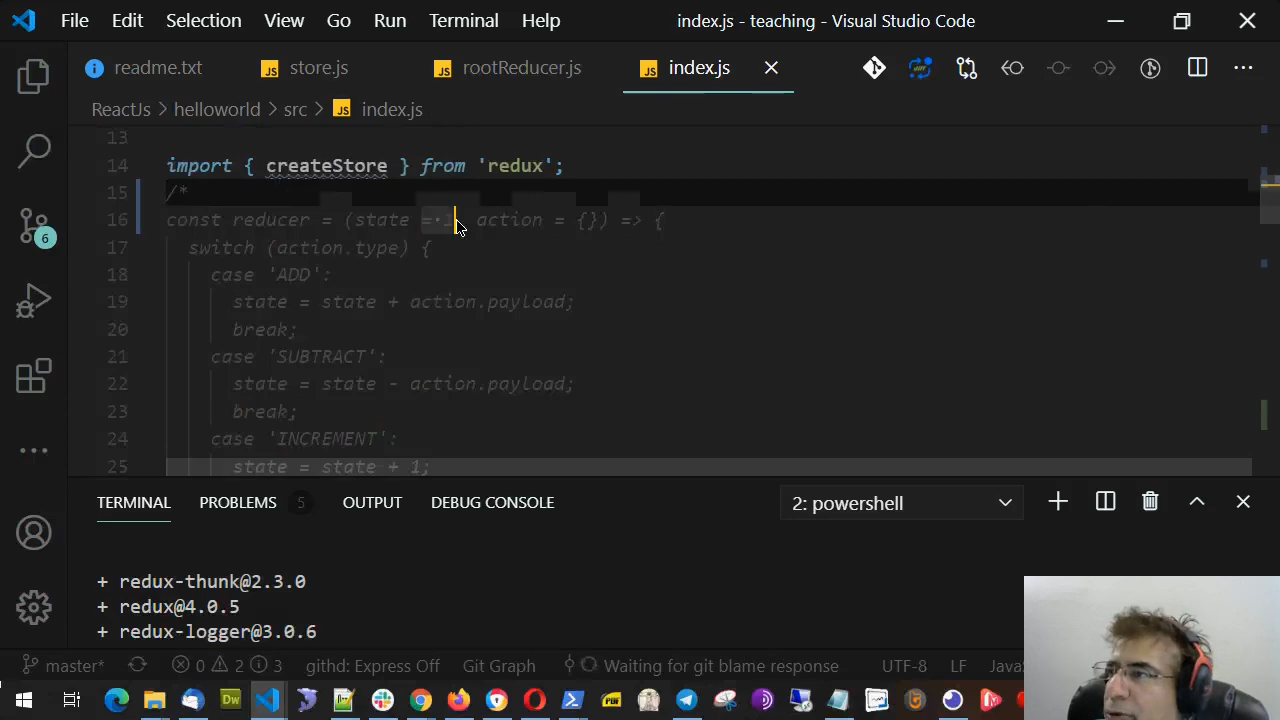 File Edit Selection View Go Run Terminal Help index.js - teaching - Visual Studio Code
readme.txt JS store.js JS rootReducer.js JS index.js
ReactJs > helloworld > src > JS index.js
13
14 import { createStore } from 'redux';
15 /*
16 const reducer = (state = action = {}) => {
17 switch (action.type) {
18 case 'ADD':
19 state = state + action.payload;
20 break;
21 case 'SUBTRACT':
22 state = state - action.payload;
23 break;
24 case 'INCREMENT':
25 state = state + 1;
6
TERMINAL PROBLEMS 5 OUTPUT DEBUG CONSOLE 2: powershell
+ redux-thunk@2.3.0
+ redux@4.0.5
+ redux-logger@3.0.6
master* 0 2 3 githd: Express Off Git Graph Waiting for git blame response UTF-8 LF
Dw